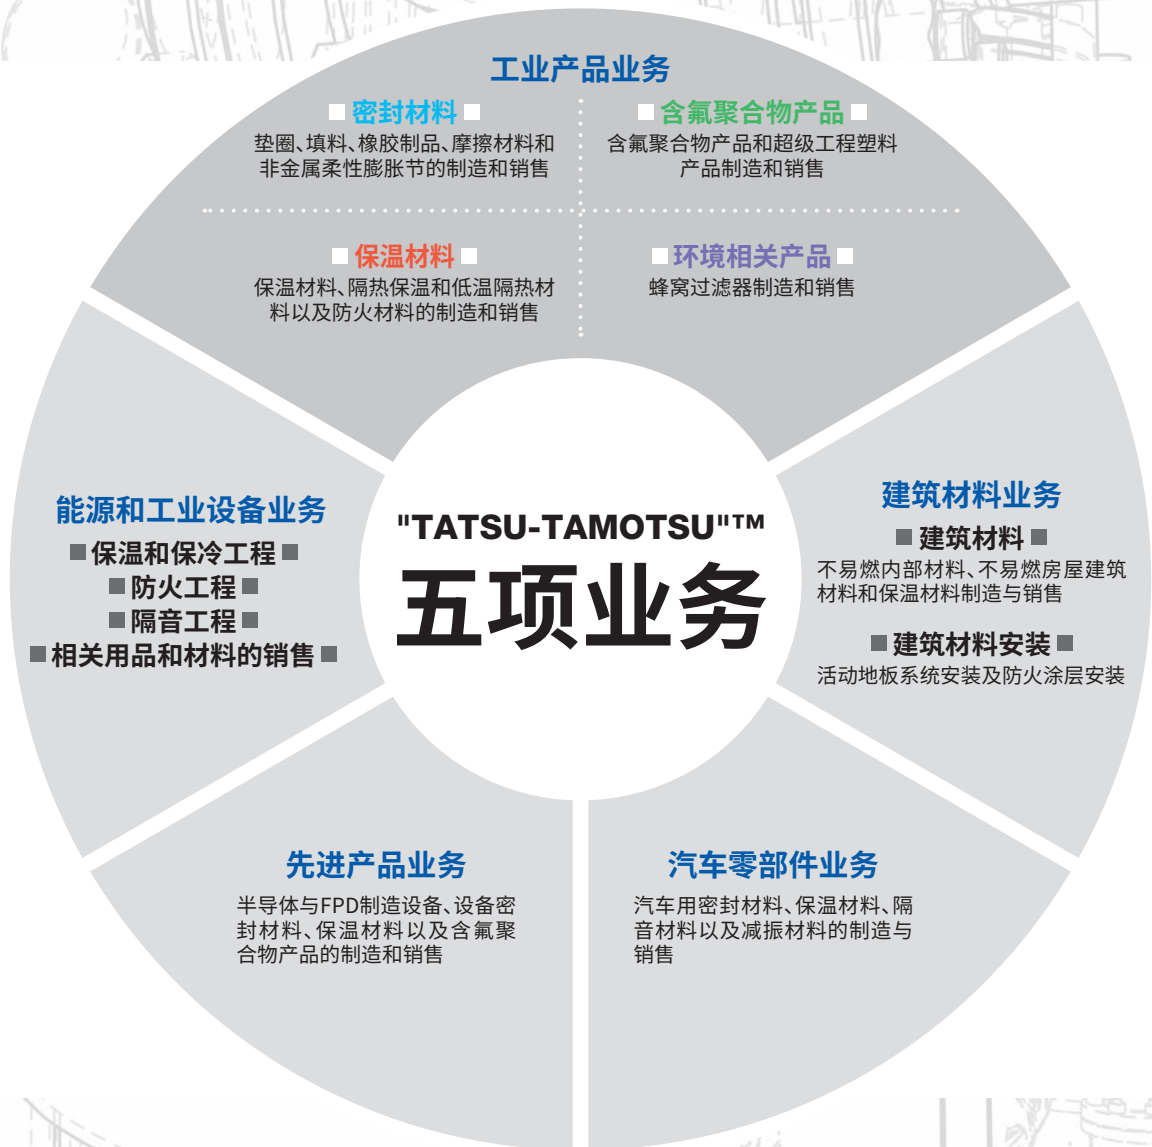 工业产品业务
密封材料
垫圈、填料、橡胶制品、摩擦材料和
非金属柔性膨胀节的制造和销售
含氟聚合物产品
含氟聚合物产品和超级工程塑料
产品制造和销售
保温材料
保温材料、隔热保温和低温隔热材
料以及防火材料的制造和销售
环境相关产品
蜂窝过滤器制造和销售
能源和工业设备业务
保温和保冷工程
防火工程
隔音工程
相关用品和材料的销售
"TATSU-TAMOTSU"™
五项业务
建筑材料业务
建筑材料
不易燃内部材料、不易燃房屋建筑
材料和保温材料制造与销售
建筑材料安装
活动地板系统安装及防火涂层安装
先进产品业务
半导体与FPD制造设备、设备密
封材料、保温材料以及含氟聚
合物产品的制造和销售
汽车零部件业务
汽车用密封材料、保温材料、隔
音材料以及减振材料的制造与
销售